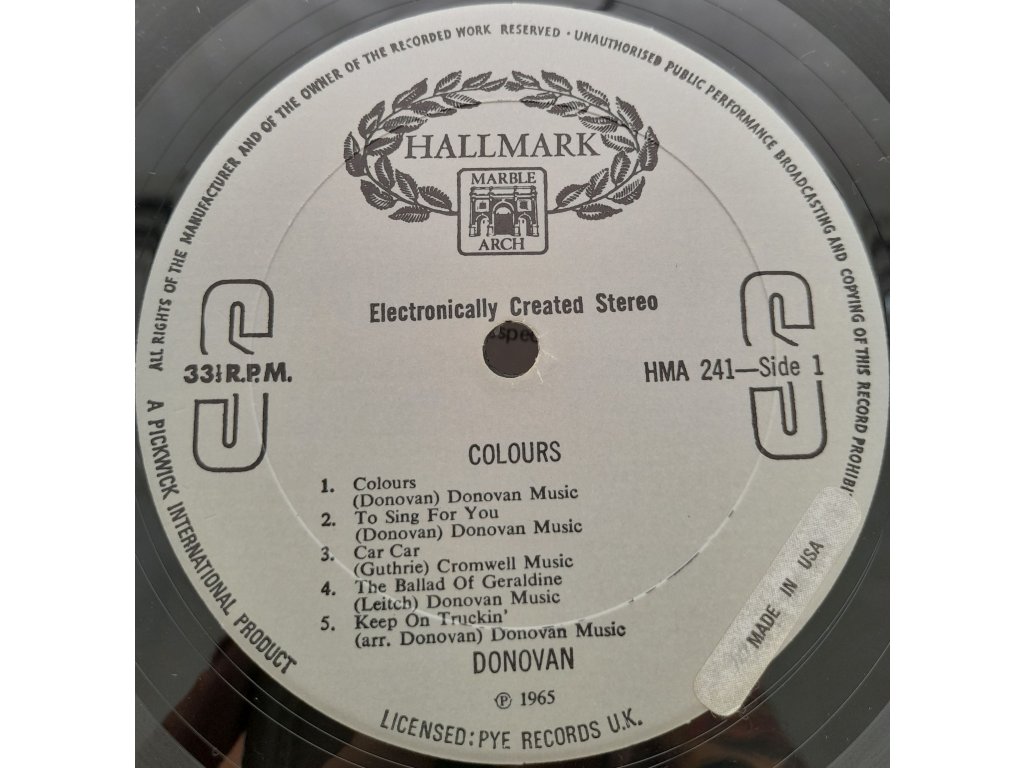 ALL RIGHTS OF THE MANUFACTURER AND OF THE OWNER OF THE RECORDED WORK RESERVED · UNAUTHORISED PUBLIC PERFORMANCE BROADCASTING AND COPYING OF THIS RECORD
HALLMARK
MARBLE
ARCH
Electronically Created Stereo
33⅓ R.P.M.
HMA 241—Side 1
COLOURS
1. Colours
(Donovan) Donovan Music
2. To Sing For You
(Donovan) Donovan Music
3. Car Car
(Guthrie) Cromwell Music
4. The Ballad Of Geraldine
(Leitch) Donovan Music
5. Keep On Truckin'
(arr. Donovan) Donovan Music
DONOVAN
℗ 1965
A PICKWICK INTERNATIONAL PRODUCT
LICENSED: PYE RECORDS U.K.
MADE IN USA